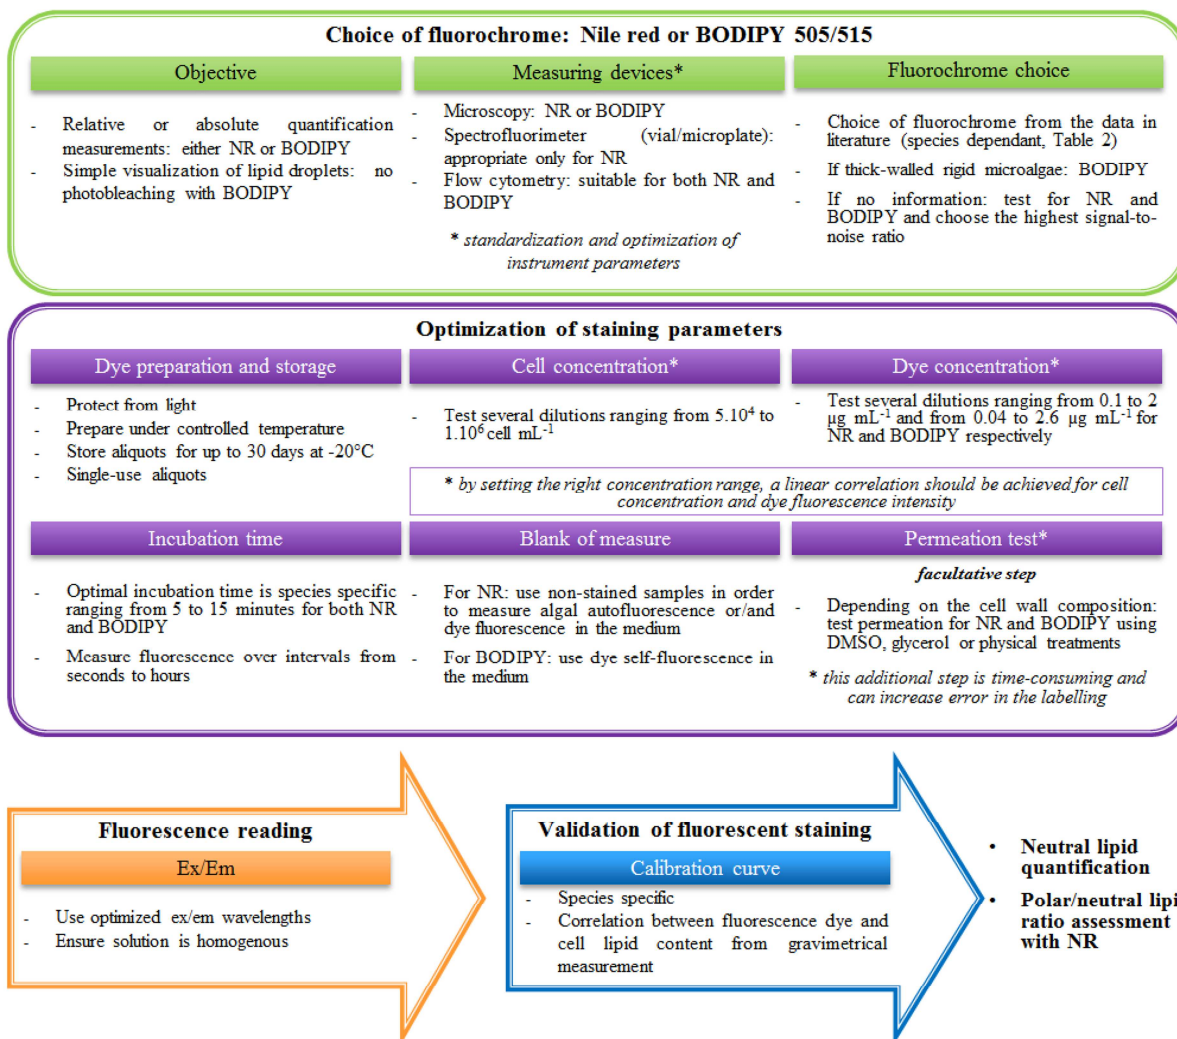 Choice of fluorochrome: Nile red or BODIPY 505/515
Objective
- Relative or absolute quantification
measurements: either NR or BODIPY
- Simple visualization of lipid droplets: no
photobleaching with BODIPY
Measuring devices*
- Microscopy: NR or BODIPY
- Spectrofluorimeter (vial/microplate):
appropriate only for NR
- Flow cytometry: suitable for both NR and
BODIPY
* standardization and optimization of
instrument parameters
Fluorochrome choice
- Choice of fluorochrome from the data in
literature (species dependant, Table 2)
- If thick-walled rigid microalgae: BODIPY
- If no information: test for NR and
BODIPY and choose the highest signal-to-
noise ratio
Optimization of staining parameters
Dye preparation and storage
- Protect from light
- Prepare under controlled temperature
- Store aliquots for up to 30 days at -20°C
- Single-use aliquots
Cell concentration*
- Test several dilutions ranging from 5.10⁴ to
1.10⁶ cell mL⁻¹
Dye concentration*
- Test several dilutions ranging from 0.1 to 2
µg mL⁻¹ and from 0.04 to 2.6 µg mL⁻¹ for
NR and BODIPY respectively
* by setting the right concentration range, a linear correlation should be achieved for cell
concentration and dye fluorescence intensity
Incubation time
- Optimal incubation time is species specific
ranging from 5 to 15 minutes for both NR
and BODIPY
- Measure fluorescence over intervals from
seconds to hours
Blank of measure
- For NR: use non-stained samples in order
to measure algal autofluorescence or/and
dye fluorescence in the medium
- For BODIPY: use dye self-fluorescence in
the medium
Permeation test*
facultative step
- Depending on the cell wall composition:
test permeation for NR and BODIPY using
DMSO, glycerol or physical treatments
* this additional step is time-consuming and
can increase error in the labelling
Fluorescence reading
Ex/Em
- Use optimized ex/em wavelengths
- Ensure solution is homogenous
Validation of fluorescent staining
Calibration curve
- Species specific
- Correlation between fluorescence dye and
cell lipid content from gravimetrical
measurement
• Neutral lipid
quantification
• Polar/neutral lipi
ratio assessment
with NR